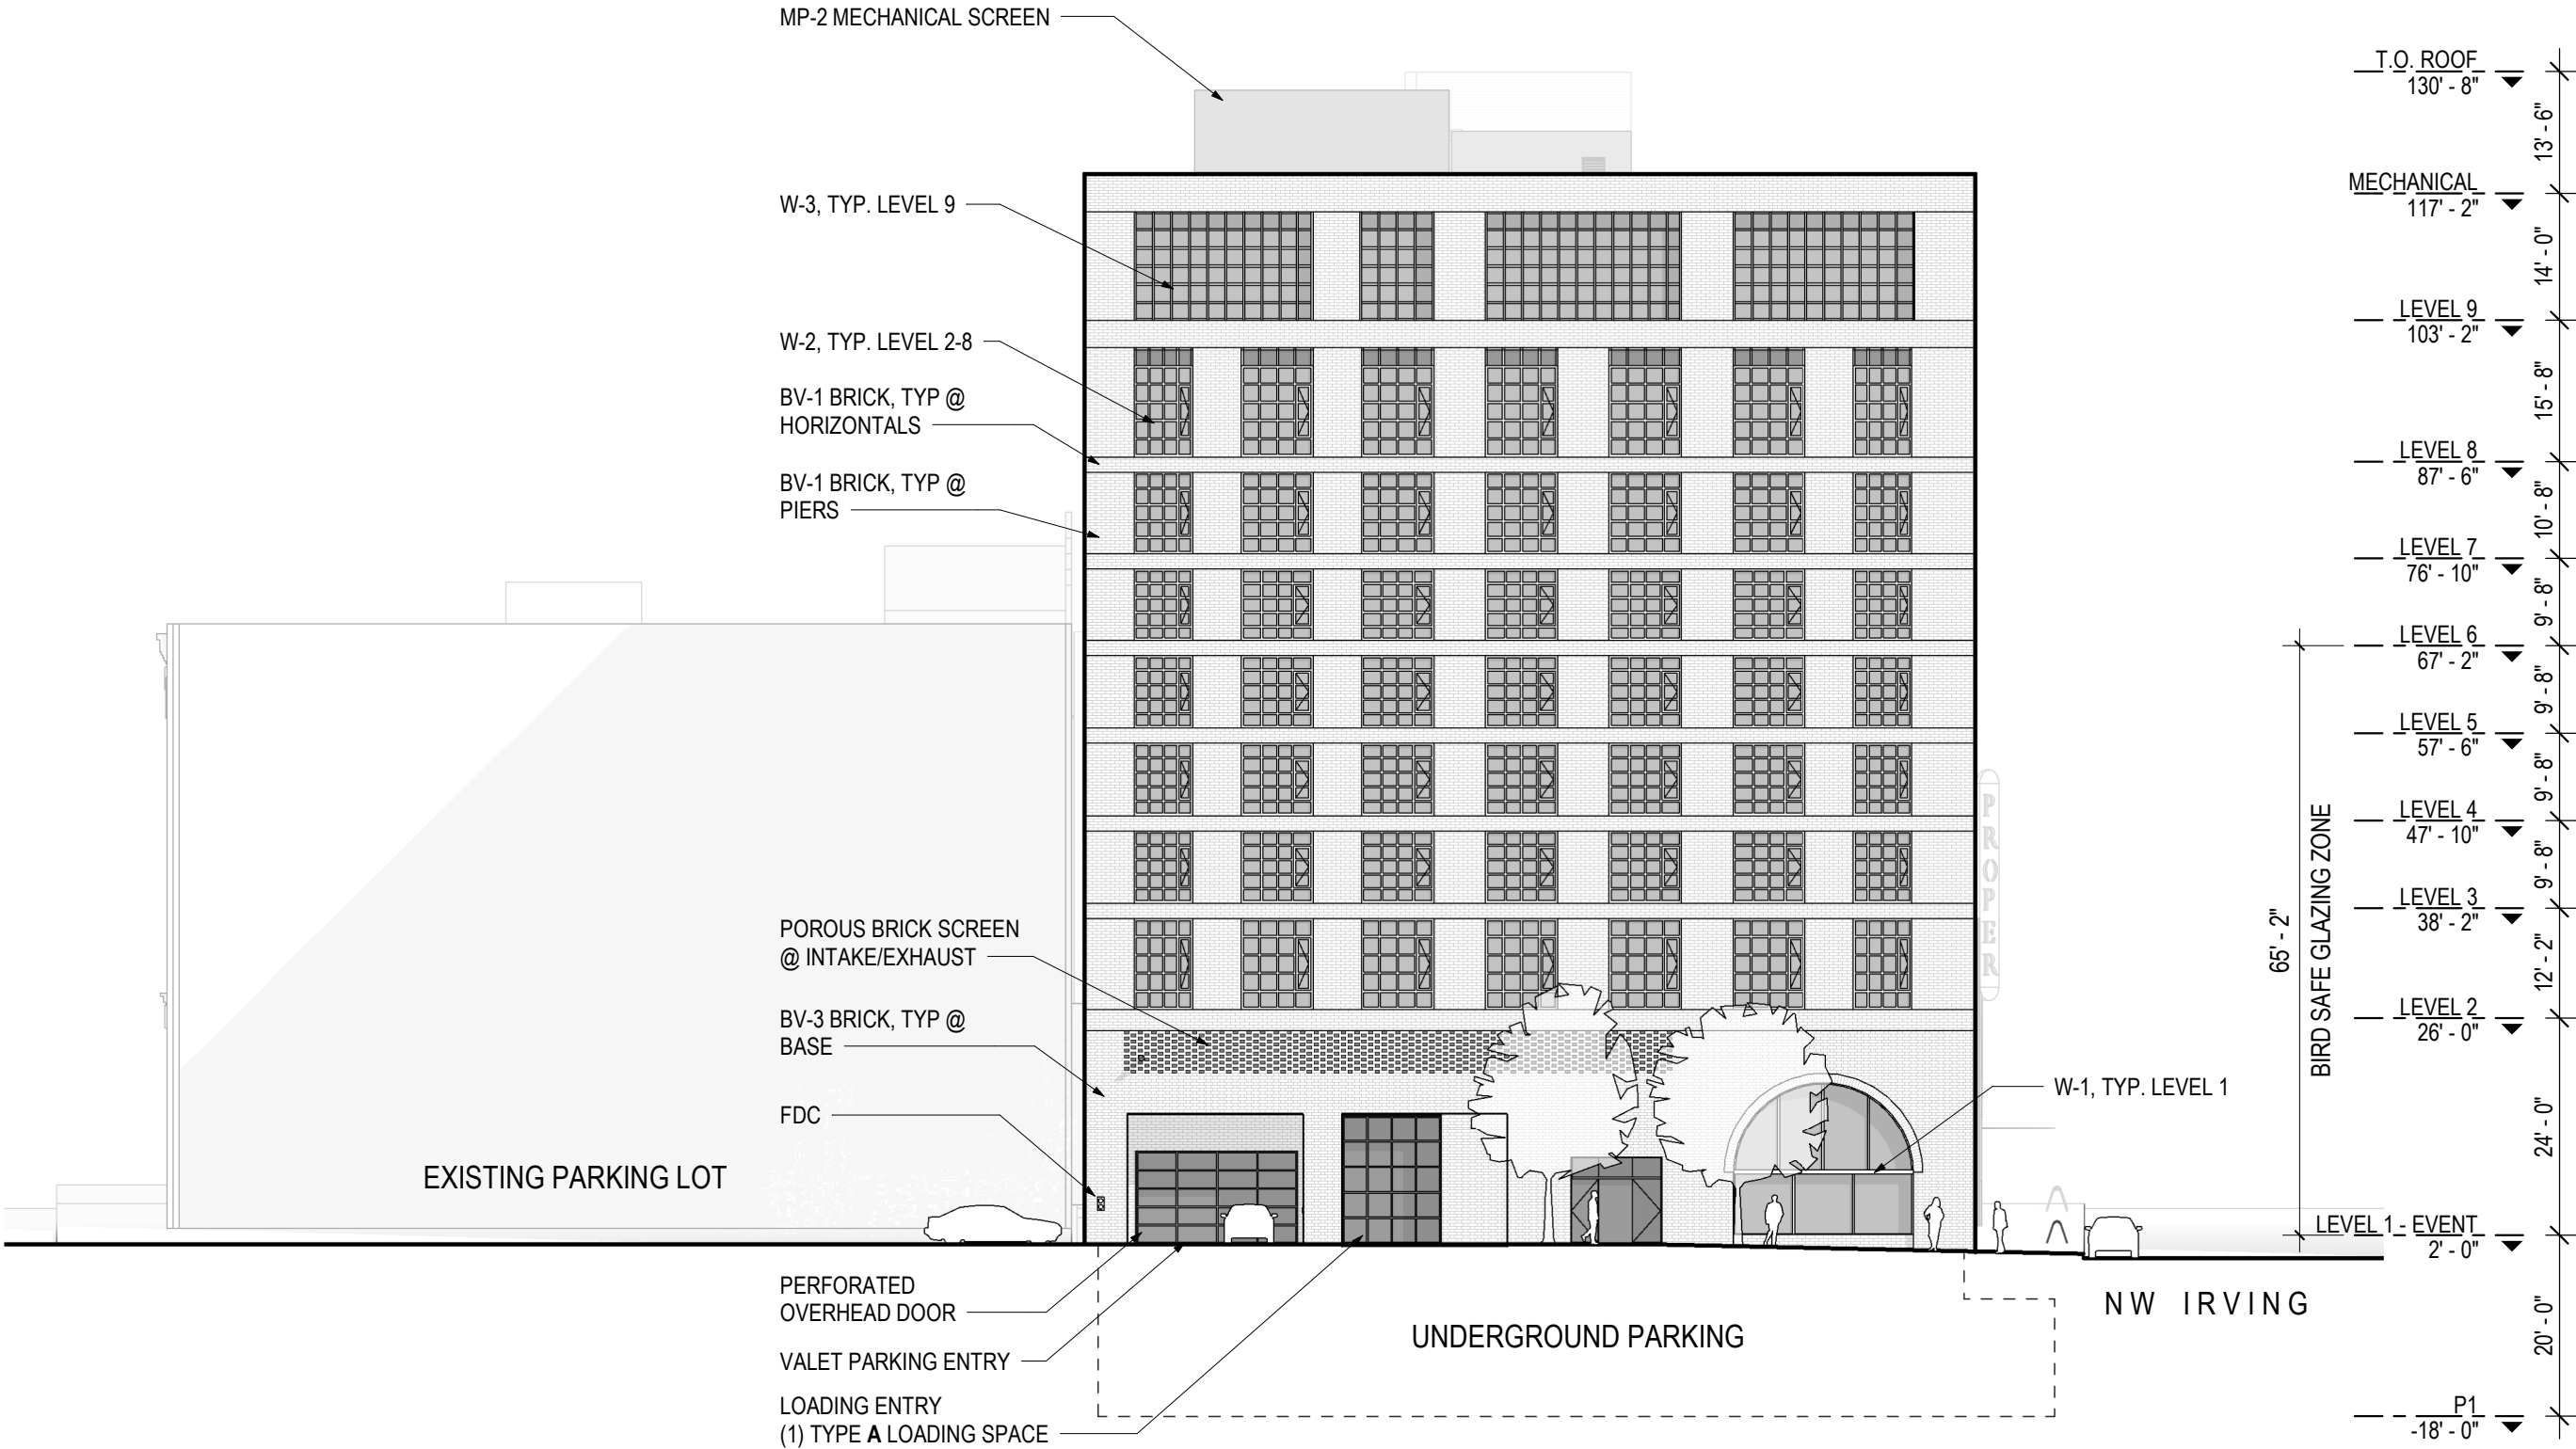 MP-2 MECHANICAL SCREEN
W-3, TYP. LEVEL 9
W-2, TYP. LEVEL 2-8
BV-1 BRICK, TYP @
HORIZONTALS
BV-1 BRICK, TYP @
PIERS
POROUS BRICK SCREEN
@ INTAKE/EXHAUST
BV-3 BRICK, TYP @
BASE
FDC
EXISTING PARKING LOT
PERFORATED
OVERHEAD DOOR
VALET PARKING ENTRY
LOADING ENTRY
(1) TYPE A LOADING SPACE
UNDERGROUND PARKING
PROPER
W-1, TYP. LEVEL 1
NW IRVING
65' - 2"
BIRD SAFE GLAZING ZONE
T.O. ROOF
130' - 8"
13' - 6"
MECHANICAL
117' - 2"
14' - 0"
LEVEL 9
103' - 2"
15' - 8"
LEVEL 8
87' - 6"
10' - 8"
LEVEL 7
76' - 10"
9' - 8"
LEVEL 6
67' - 2"
9' - 8"
LEVEL 5
57' - 6"
9' - 8"
LEVEL 4
47' - 10"
9' - 8"
LEVEL 3
38' - 2"
12' - 2"
LEVEL 2
26' - 0"
24' - 0"
LEVEL 1 - EVENT
2' - 0"
20' - 0"
P1
-18' - 0"